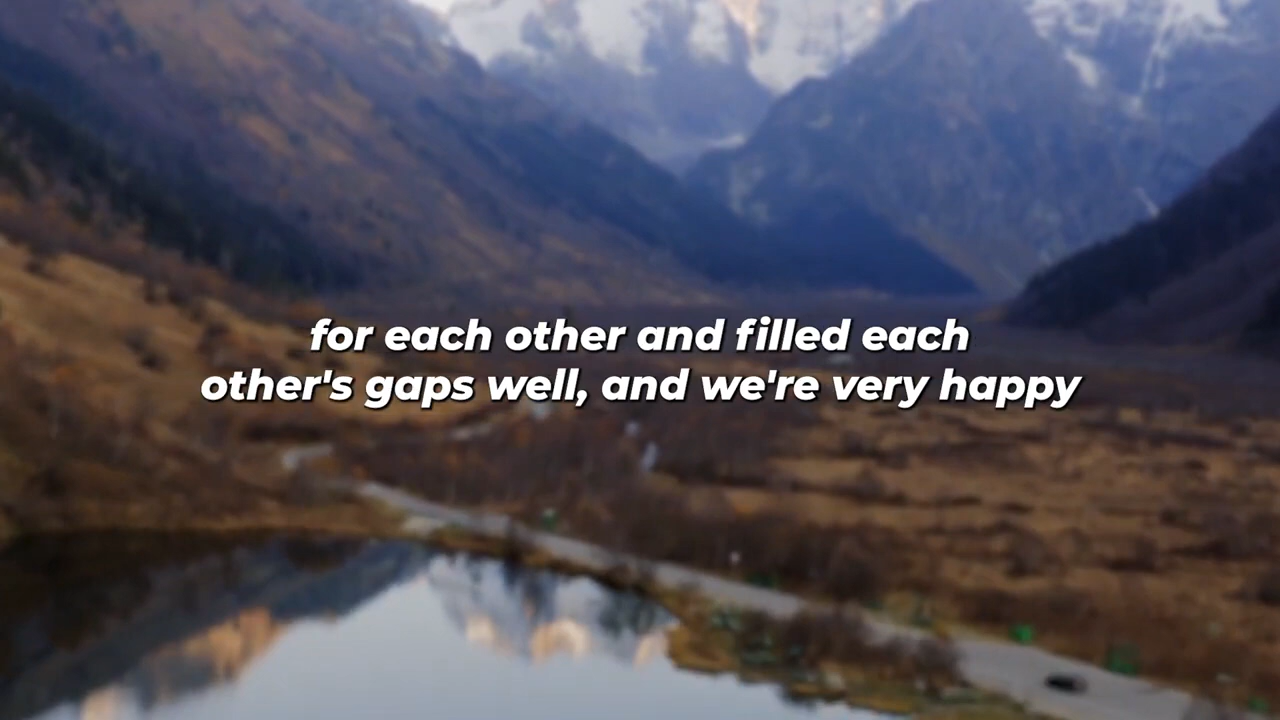 for each other and filled each
other's gaps well, and we're very happy